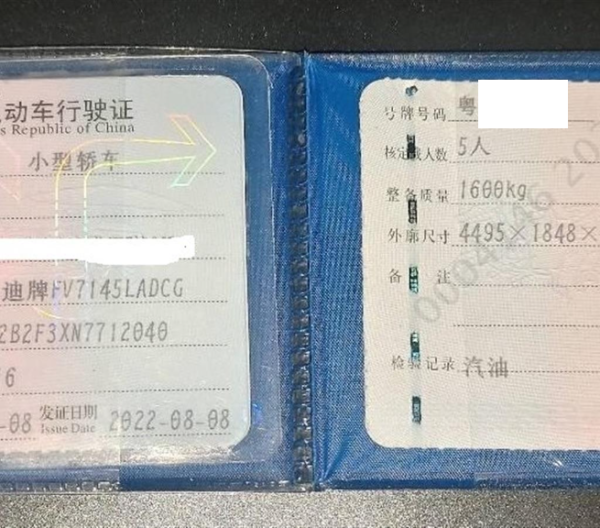 动车行驶证
s Republic of China
小型轿车
迪牌FV7145LADCG
2B2F3XN7712040
6
-08 发证日期 2022-08-08
Issue Date
号牌号码 粤
核定载人数 5人
整备质量 1600kg
外廓尺寸 4495×1848×
备 注
检验记录 汽油